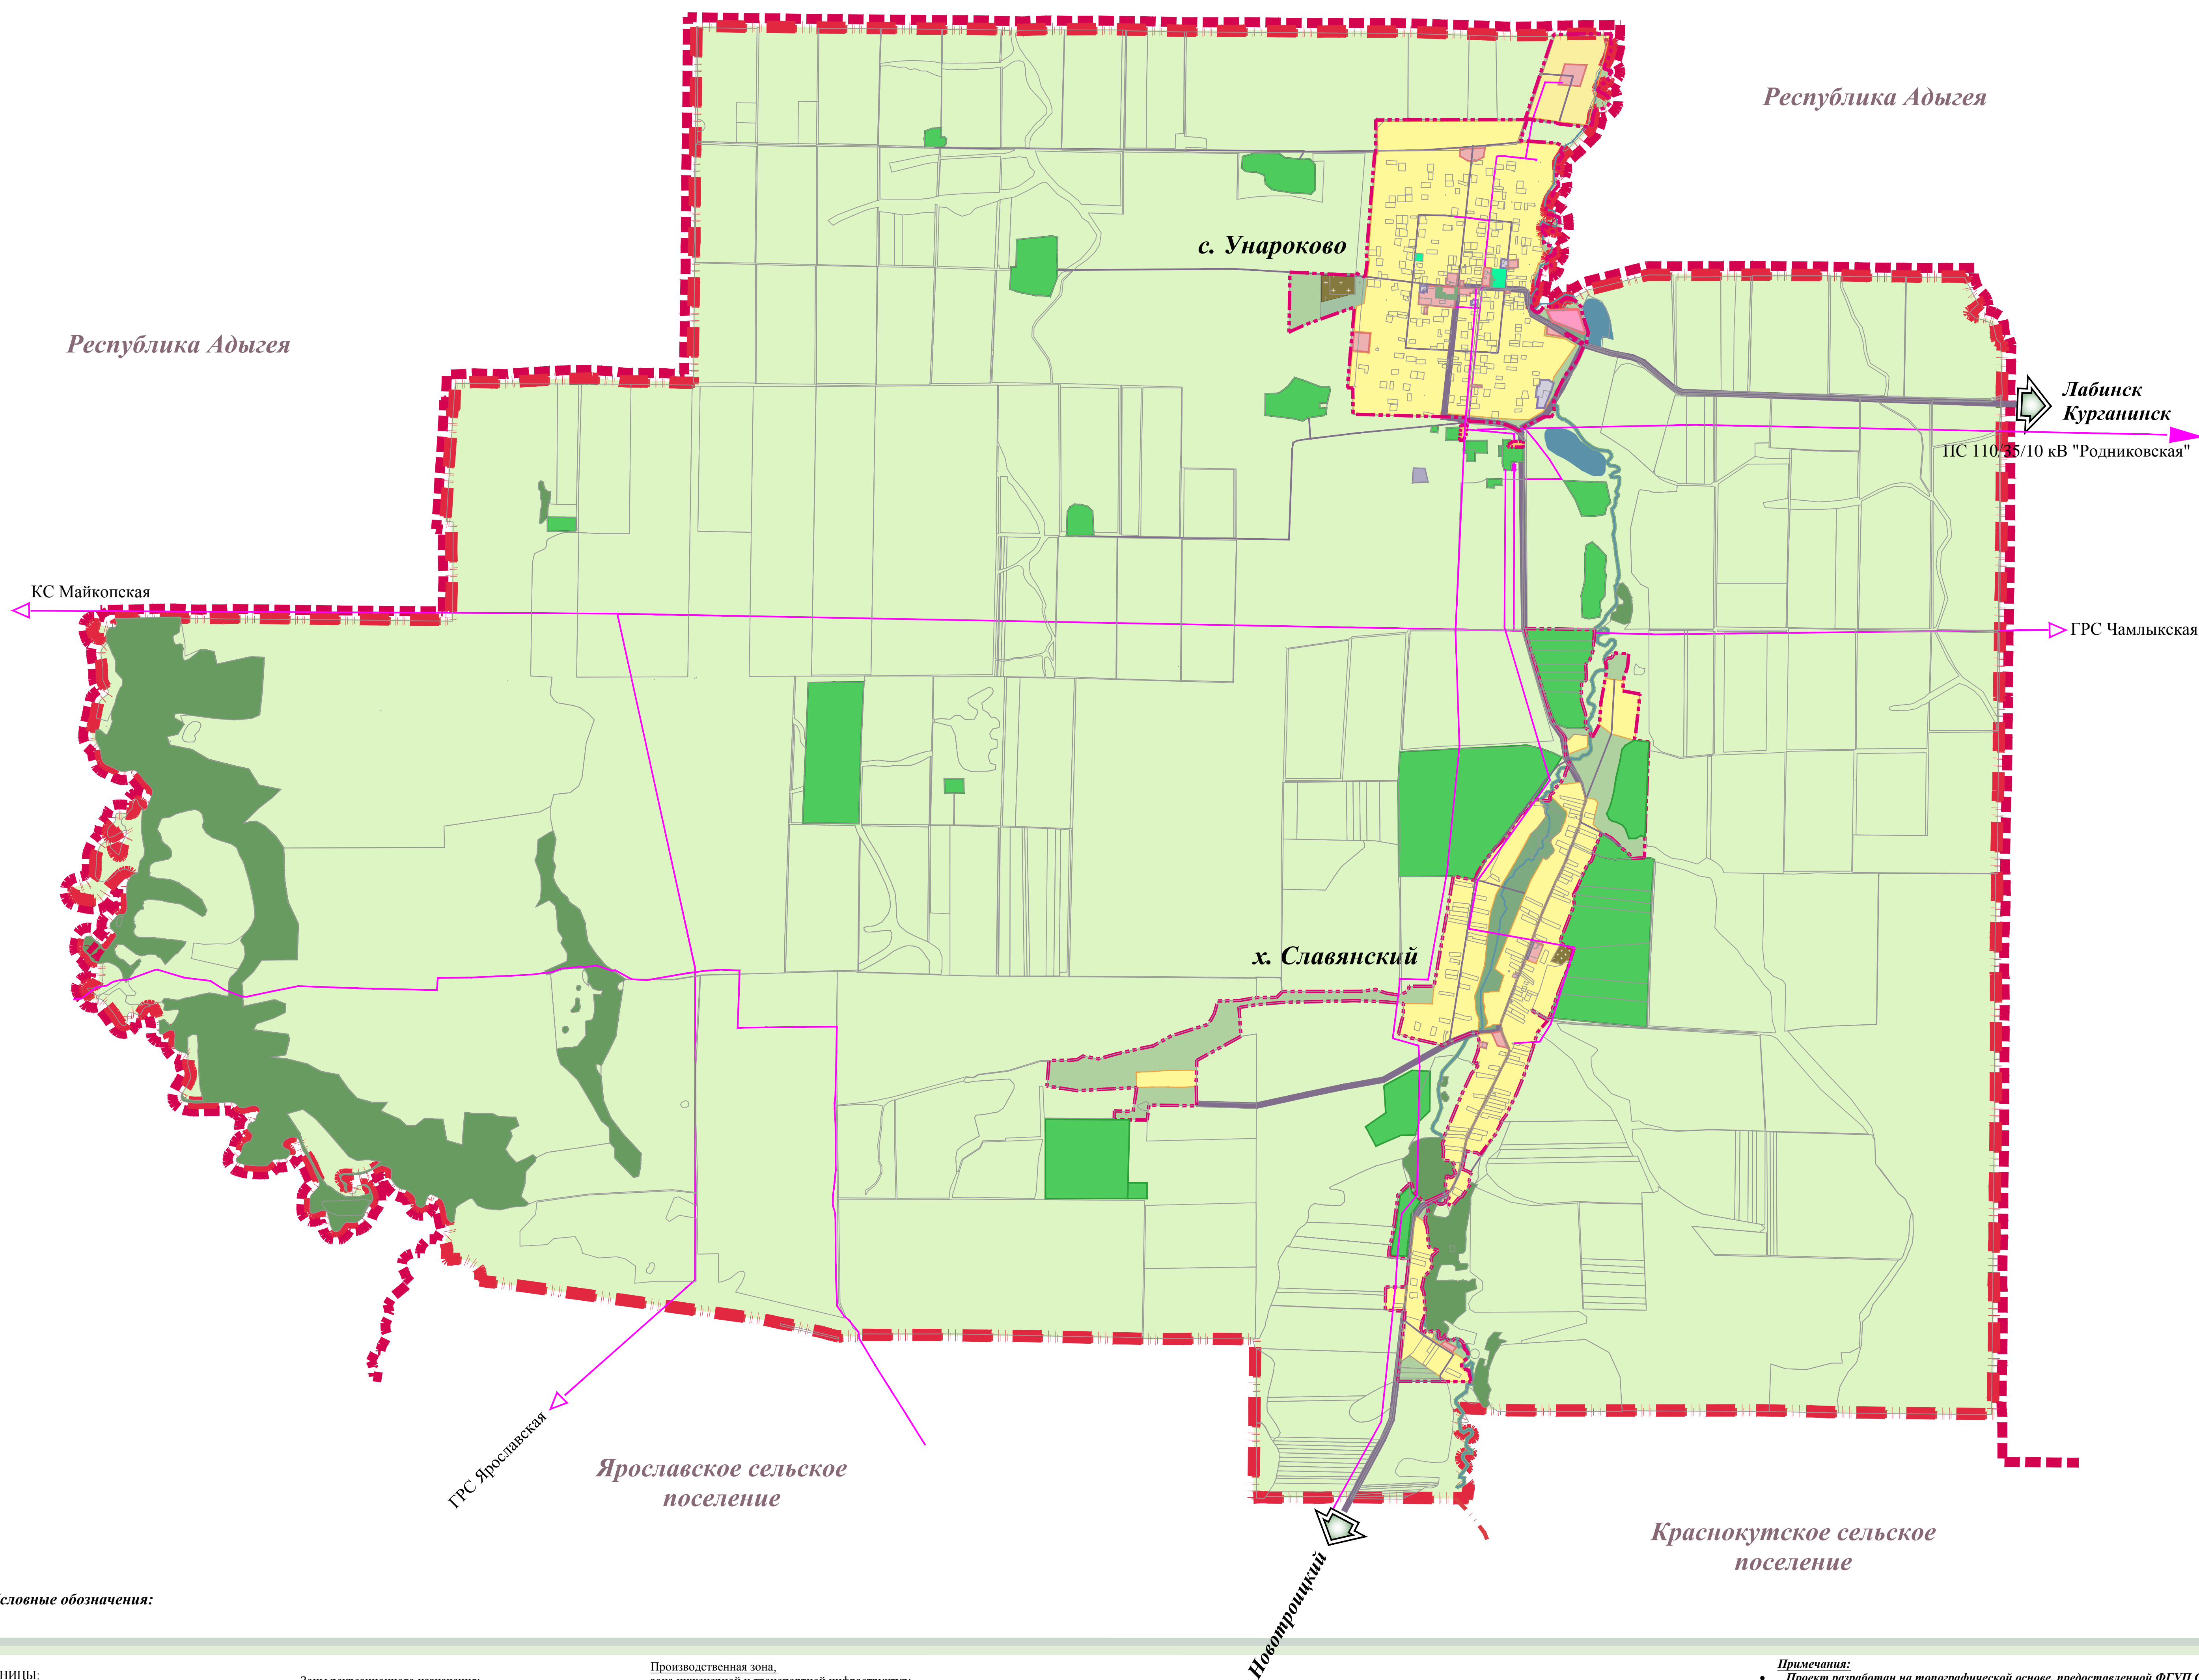 Республика Адыгея
с. Унароково
Республика Адыгея
Лабинск
Курганинск
ПС 110/35/10 кВ "Родниковская"
КС Майкопская
ГРС Чамлыкская
х. Славянский
ГРС Ярославская
Ярославское сельское
поселение
Краснокутское сельское
поселение
Новотроицкий
словные обозначения:
НИЦЫ:
Производственная зона,
Примечания: